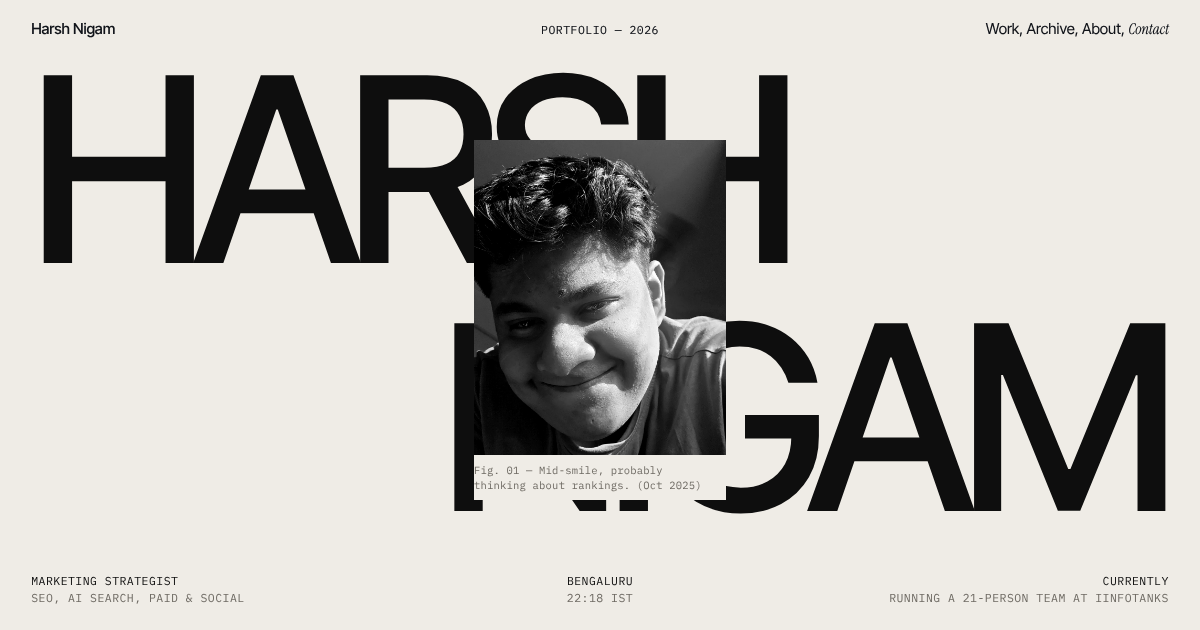 Harsh Nigam
PORTFOLIO — 2026
Work, Archive, About, Contact
HARSH
NIGAM
Fig. 01 — Mid-smile, probably
thinking about rankings. (Oct 2025)
MARKETING STRATEGIST
SEO, AI SEARCH, PAID & SOCIAL
BENGALURU
22:18 IST
CURRENTLY
RUNNING A 21-PERSON TEAM AT IINFOTANKS